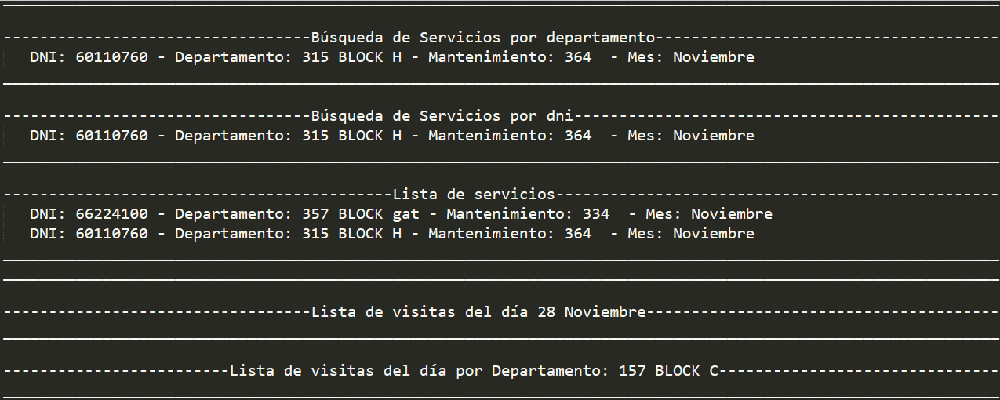 ----------------------------------Búsqueda de Servicios por departamento--------------------------------------
DNI: 60110760 - Departamento: 315 BLOCK H - Mantenimiento: 364  - Mes: Noviembre
----------------------------------Búsqueda de Servicios por dni-----------------------------------------------
DNI: 60110760 - Departamento: 315 BLOCK H - Mantenimiento: 364  - Mes: Noviembre
-------------------------------------------Lista de servicios-------------------------------------------------
DNI: 66224100 - Departamento: 357 BLOCK gat - Mantenimiento: 334  - Mes: Noviembre
DNI: 60110760 - Departamento: 315 BLOCK H - Mantenimiento: 364  - Mes: Noviembre
----------------------------------Lista de visitas del día 28 Noviembre---------------------------------------
-------------------------Lista de visitas del día por Departamento: 157 BLOCK C-------------------------------